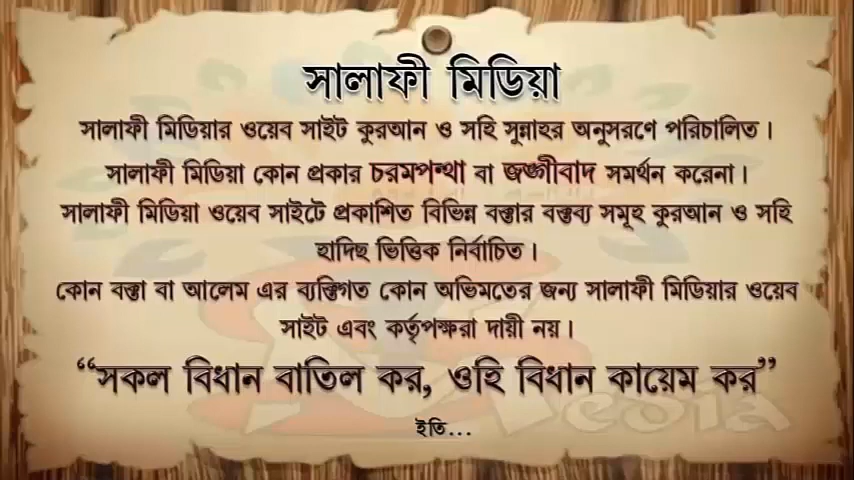 সালাফী মিডিয়া
সালাফী মিডিয়ার ওয়েব সাইট কুরআন ও সহি সুন্নাহর অনুসরণে পরিচালিত।
সালাফী মিডিয়া কোন প্রকার চরমপন্থা বা জঙ্গীবাদ সমর্থন করেনা।
সালাফী মিডিয়া ওয়েব সাইটে প্রকাশিত বিভিন্ন বক্তার বক্তব্য সমূহ কুরআন ও সহি
হাদিছ ভিত্তিক নির্বাচিত।
কোন বক্তা বা আলেম এর ব্যক্তিগত কোন অভিমতের জন্য সালাফী মিডিয়ার ওয়েব
সাইট এবং কর্তৃপক্ষরা দায়ী নয়।
“সকল বিধান বাতিল কর, ওহি বিধান কায়েম কর”
ইতি...